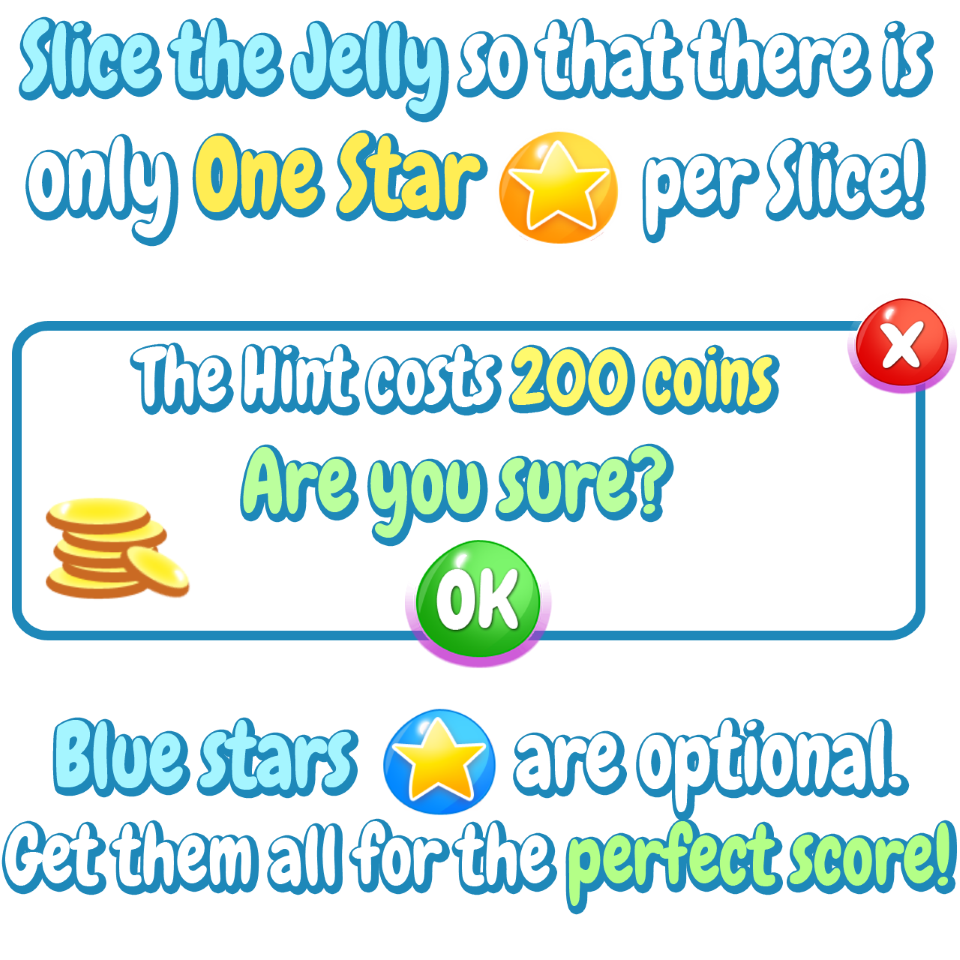 Slice the Jelly so that there is
only One Star per Slice!
X
The Hint costs 200 coins
Are you sure?
OK
Blue stars are optional.
Get them all for the perfect score!